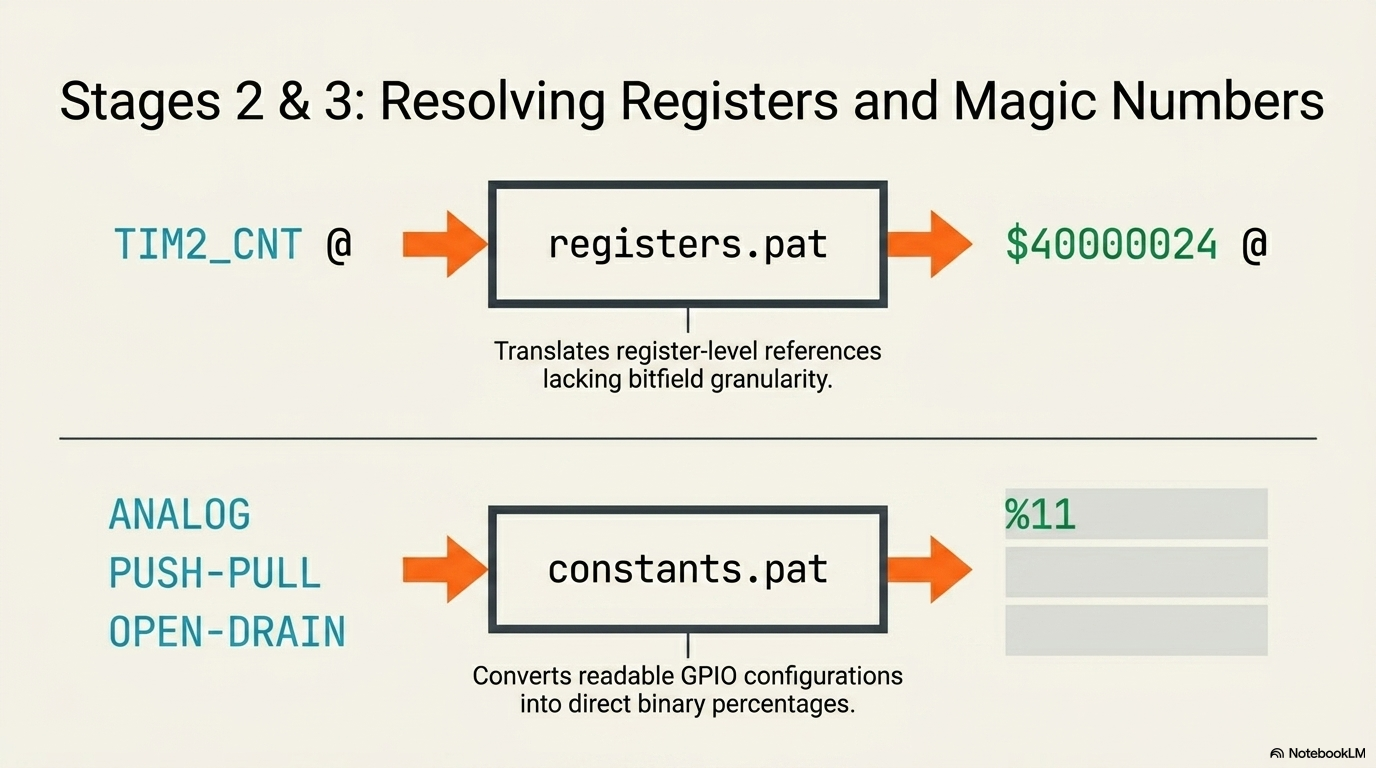 Stages 2 & 3: Resolving Registers and Magic Numbers
TIM2_CNT @
registers.pat
$40000024 @
Translates register-level references
lacking bitfield granularity.
ANALOG
PUSH-PULL
OPEN-DRAIN
constants.pat
%11
Converts readable GPIO configurations
into direct binary percentages.
NotebookLM